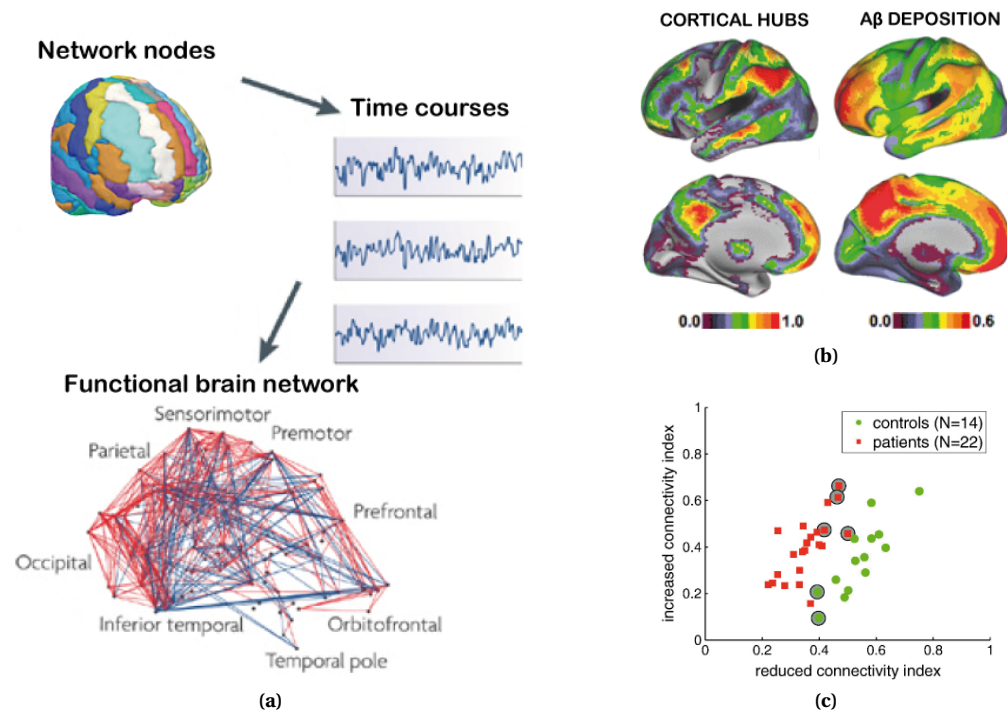 Network nodes
Time courses
Functional brain network
Sensorimotor
Premotor
Parietal
Prefrontal
Occipital
Inferior temporal
Orbitofrontal
Temporal pole
(a)
CORTICAL HUBS
Aβ DEPOSITION
0.0 1.0
0.0 0.6
(b)
increased connectivity index
1
0.8
0.6
0.4
0.2
0
controls (N=14)
patients (N=22)
0 0.2 0.4 0.6 0.8 1
reduced connectivity index
(c)